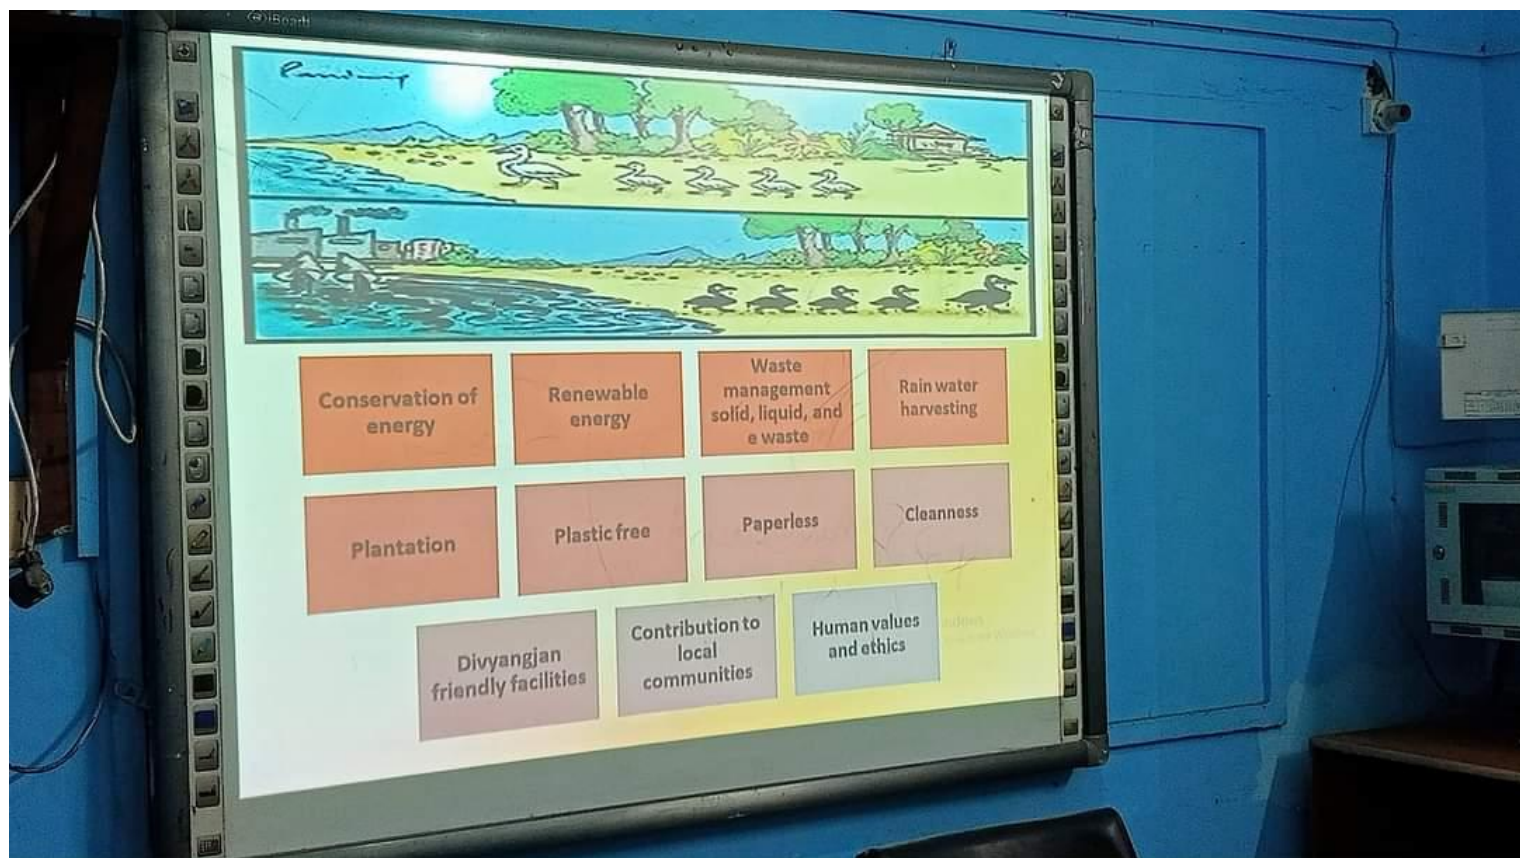 iBoard
Conservation of
energy
Renewable
energy
Waste
management
solid, liquid, and
e waste
Rain water
harvesting
Plantation
Plastic free
Paperless
Cleanness
Divyangjan
friendly facilities
Contribution to
local
communities
Human values
and ethics